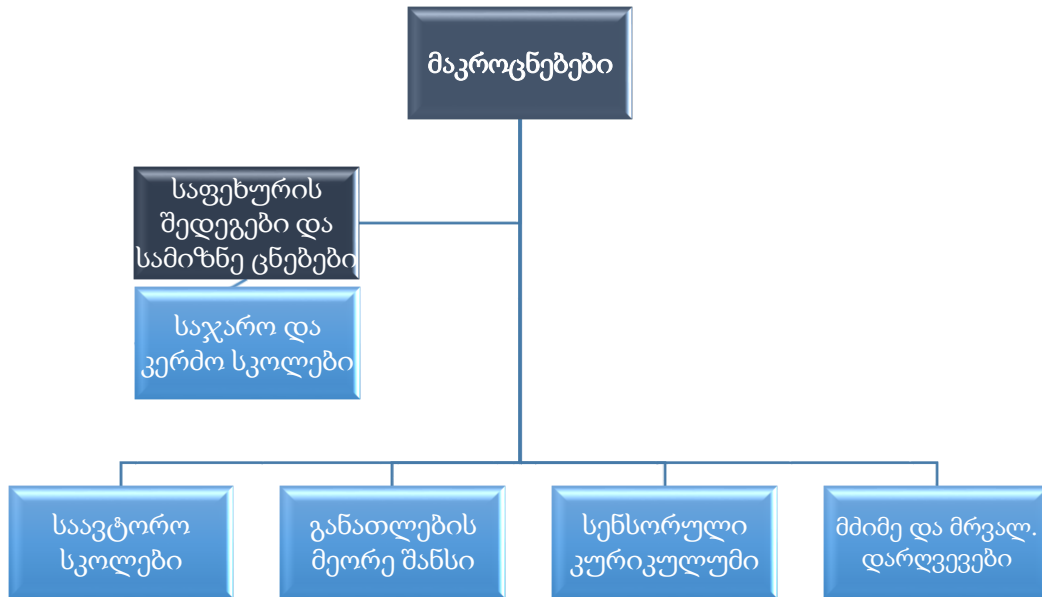 მაკროცნებები
საფეხურის
შედეგები და
სამიზნე ცნებები
საჯარო და
კერძო სკოლები
საავტორო
სკოლები
განათლების
მეორე შანსი
სენსორული
კურიკულუმი
მძიმე და მრვალ.
დარღვევები